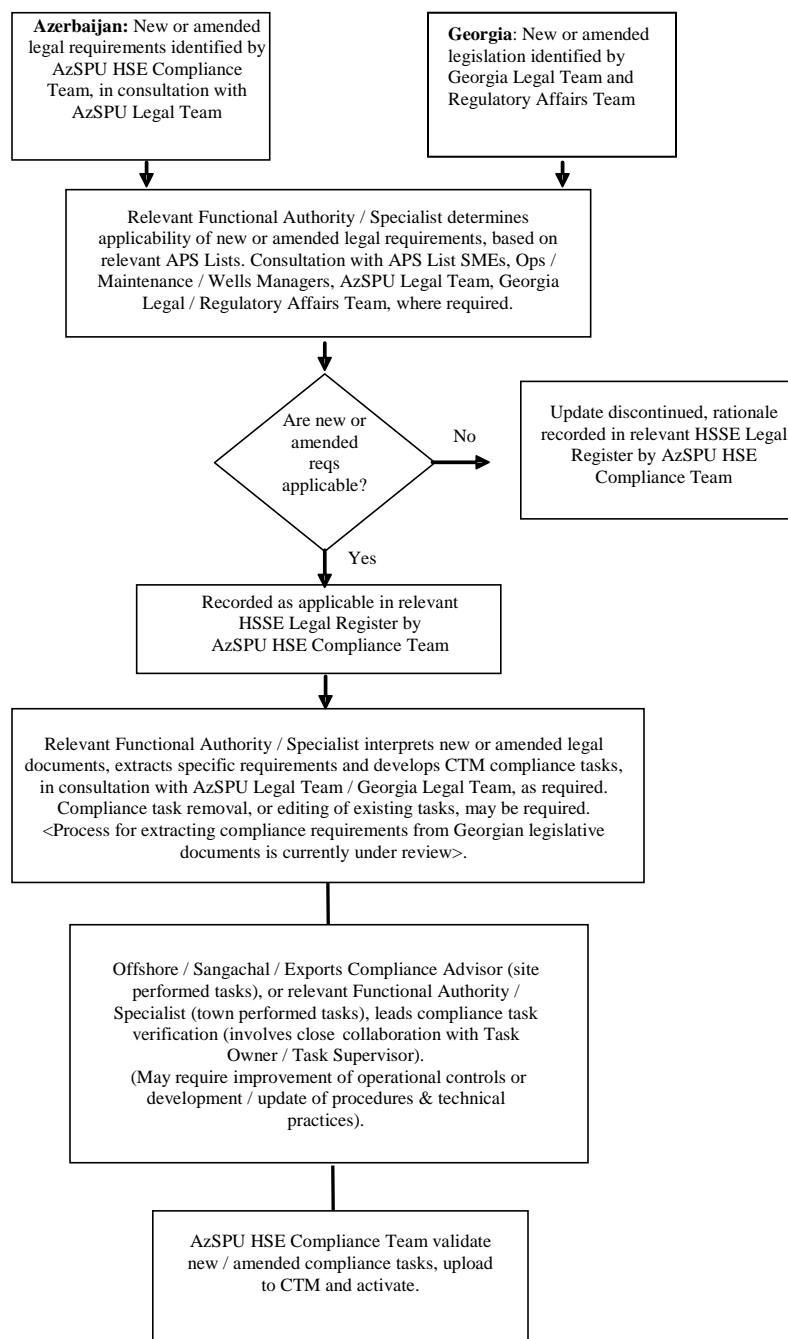 Azerbaijan: New or amended
legal requirements identified by
AzSPU HSE Compliance
Team, in consultation with
AzSPU Legal Team
Georgia: New or amended
legislation identified by
Georgia Legal Team and
Regulatory Affairs Team
Relevant Functional Authority / Specialist determines
applicability of new or amended legal requirements, based on
relevant APS Lists. Consultation with APS List SMEs, Ops /
Maintenance / Wells Managers, AzSPU Legal Team, Georgia
Legal / Regulatory Affairs Team, where required.
Are new or
amended
reqs
applicable?
No
Update discontinued, rationale
recorded in relevant HSSE Legal
Register by AzSPU HSE
Compliance Team
Yes
Recorded as applicable in relevant
HSSE Legal Register by
AzSPU HSE Compliance Team
Relevant Functional Authority / Specialist interprets new or amended legal
documents, extracts specific requirements and develops CTM compliance tasks,
in consultation with AzSPU Legal Team / Georgia Legal Team, as required.
Compliance task removal, or editing of existing tasks, may be required.
<Process for extracting compliance requirements from Georgian legislative
documents is currently under review>.
Offshore / Sangachal / Exports Compliance Advisor (site
performed tasks), or relevant Functional Authority /
Specialist (town performed tasks), leads compliance task
verification (involves close collaboration with Task
Owner / Task Supervisor).
(May require improvement of operational controls or
development / update of procedures & technical
practices).
AzSPU HSE Compliance Team validate
new / amended compliance tasks, upload
to CTM and activate.